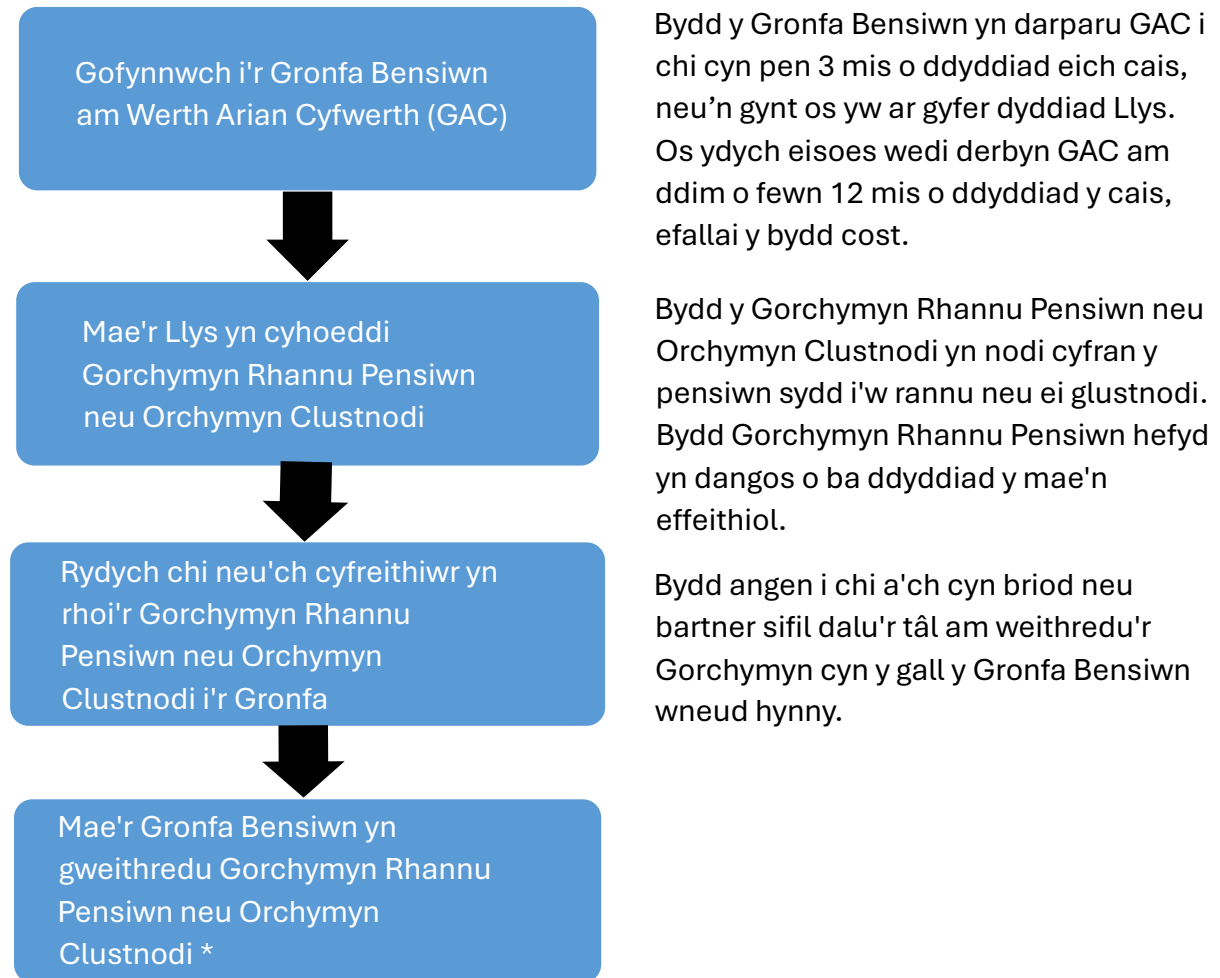 Gofynnwch i'r Gronfa Bensiwn
am Werth Arian Cyfwerth (GAC)
Bydd y Gronfa Bensiwn yn darparu GAC i
chi cyn pen 3 mis o ddyddiad eich cais,
neu’n gynt os yw ar gyfer dyddiad Llys.
Os ydych eisoes wedi derbyn GAC am
ddim o fewn 12 mis o ddyddiad y cais,
efallai y bydd cost.
Mae'r Llys yn cyhoeddi
Gorchymyn Rhannu Pensiwn
neu Orchymyn Clustnodi
Bydd y Gorchymyn Rhannu Pensiwn neu
Orchymyn Clustnodi yn nodi cyfran y
pensiwn sydd i'w rannu neu ei glustnodi.
Bydd Gorchymyn Rhannu Pensiwn hefyd
yn dangos o ba ddyddiad y mae'n
effeithiol.
Rydych chi neu'ch cyfreithiwr yn
rhoi'r Gorchymyn Rhannu
Pensiwn neu Orchymyn
Clustnodi i'r Gronfa
Bydd angen i chi a'ch cyn briod neu
bartner sifil dalu'r tâl am weithredu'r
Gorchymyn cyn y gall y Gronfa Bensiwn
wneud hynny.
Mae'r Gronfa Bensiwn yn
gweithredu Gorchymyn Rhannu
Pensiwn neu Orchymyn
Clustnodi *